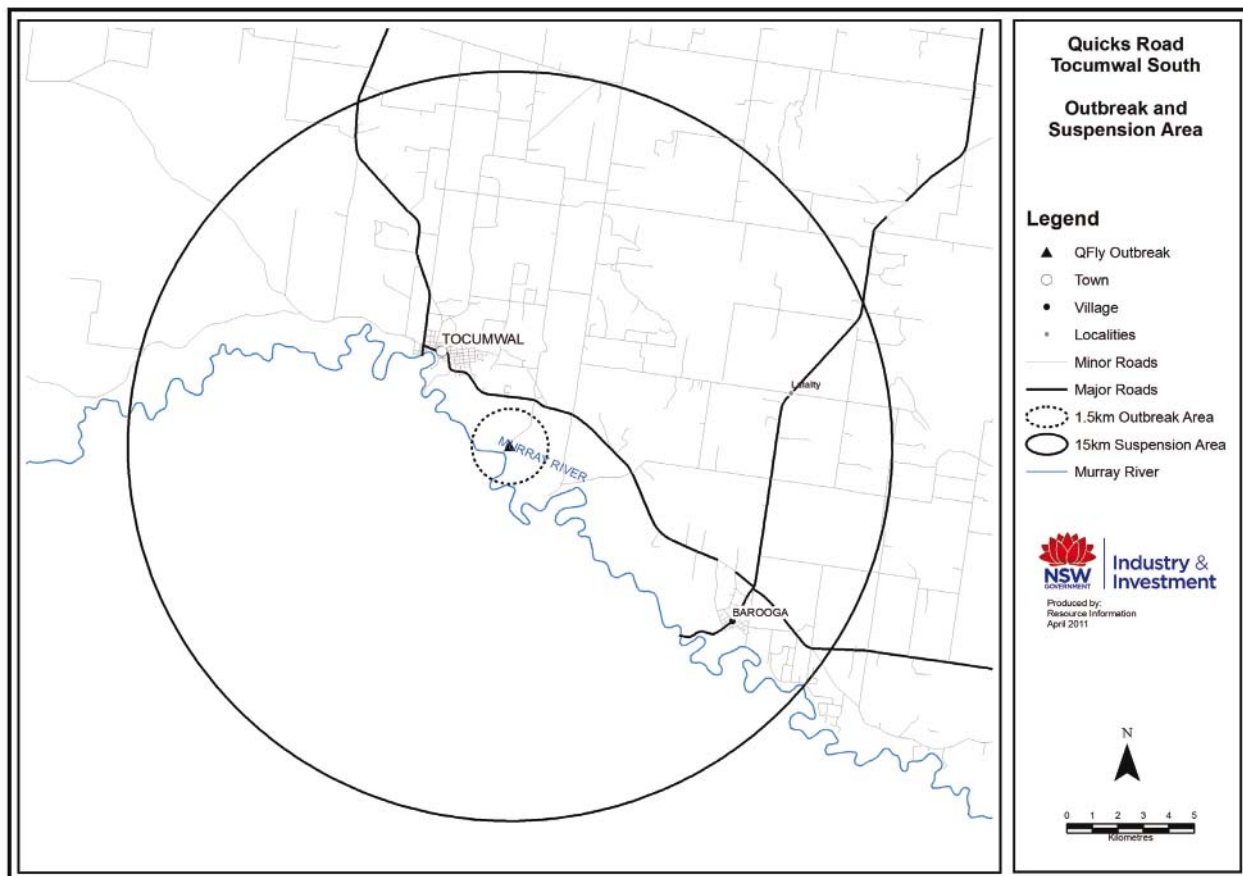 Quicks Road
Tocumwal South
Outbreak and
Suspension Area
Legend
QFly Outbreak
Town
Village
Localities
Minor Roads
Major Roads
1.5km Outbreak Area
15km Suspension Area
Murray River
NSW
GOVERNMENT
Industry &
Investment
Produced by:
Resource Information
April 2011
N
0 1 2 3 4 5
Kilometres
TOCUMWAL
Lalalty
MURRAY RIVER
BAROOGA